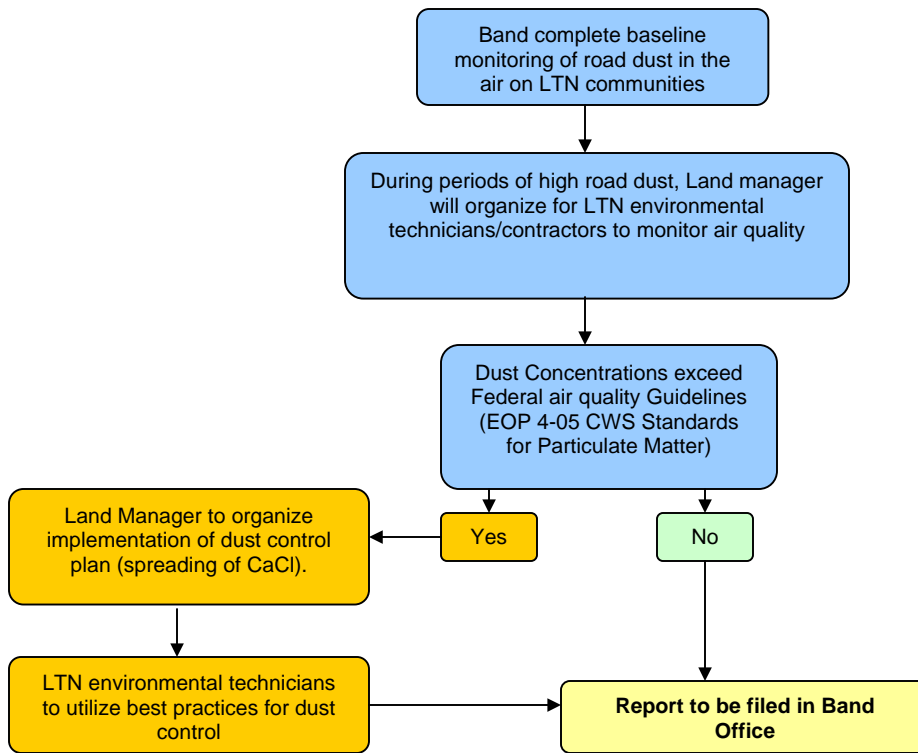 Band complete baseline
monitoring of road dust in the
air on LTN communities
During periods of high road dust, Land manager
will organize for LTN environmental
technicians/contractors to monitor air quality
Dust Concentrations exceed
Federal air quality Guidelines
(EOP 4-05 CWS Standards
for Particulate Matter)
Yes
No
Land Manager to organize
implementation of dust control
plan (spreading of CaCl).
LTN environmental technicians
to utilize best practices for dust
control
Report to be filed in Band
Office